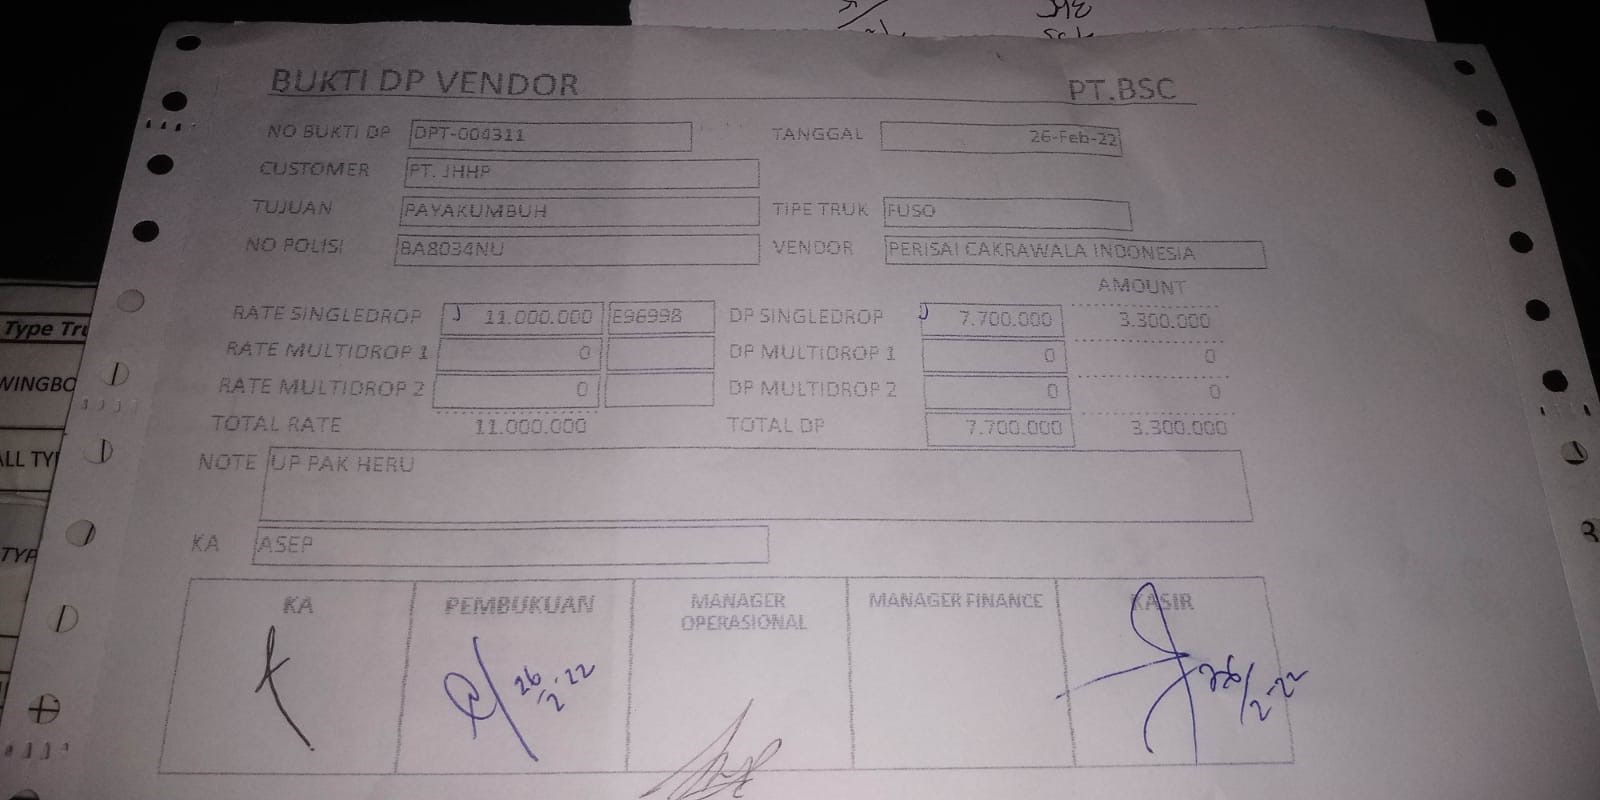 BUKTI DP VENDOR PT.BSC
NO BUKTI DP DPT-004311 TANGGAL 26-Feb-22
CUSTOMER PT. JHHP
TUJUAN PAYAKUMBUH TIPE TRUK FUSO
NO POLISI BA8034NU VENDOR PERISAI CAKRAWALA INDONESIA
AMOUNT
RATE SINGLEDROP 11.000.000 E96998 DP SINGLEDROP 7.700.000 3.300.000
RATE MULTIDROP 1 0 DP MULTIDROP 1 0 0
RATE MULTIDROP 2 0 DP MULTIDROP 2 0 0
TOTAL RATE 11.000.000 TOTAL DP 7.700.000 3.300.000
NOTE UP PAK HERU
KA ASEP
KA PEMBUKUAN MANAGER OPERASIONAL MANAGER FINANCE KASIR
26/2-22 26/2-22
Type Tru
WINGBO
ALL TYP
TYP
3